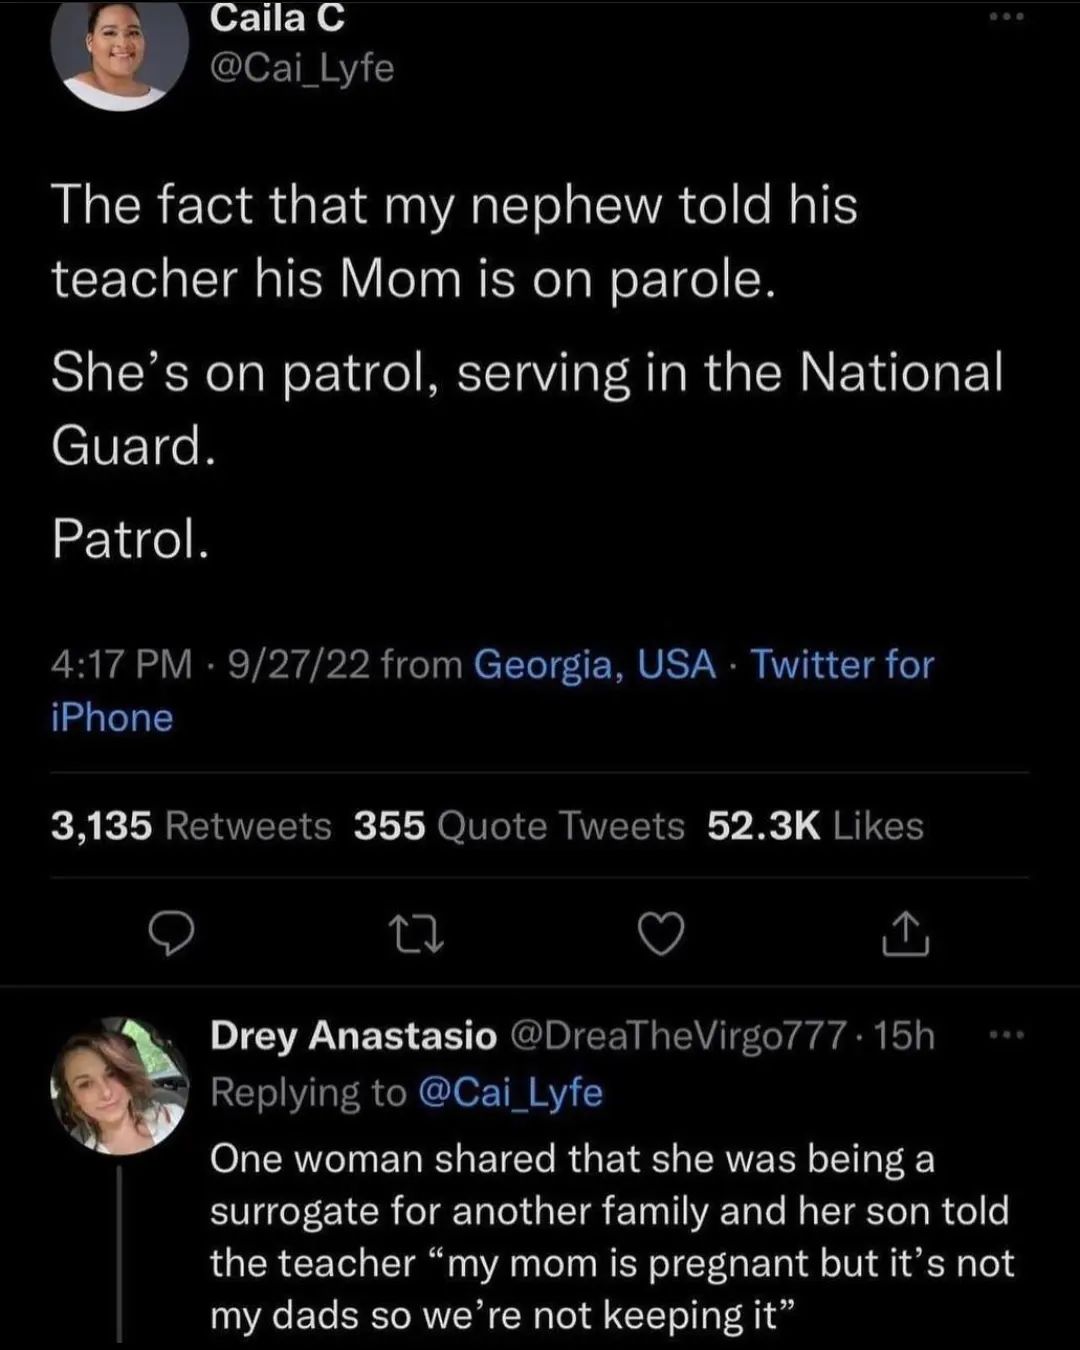 Caila C
@Cai_Lyfe
The fact that my nephew told his
teacher his Mom is on parole.
She’s on patrol, serving in the National
Guard.
Patrol.
4:17 PM · 9/27/22 from Georgia, USA · Twitter for
iPhone
3,135 Retweets 355 Quote Tweets 52.3K Likes
Drey Anastasio @DreaTheVirgo777 · 15h
Replying to @Cai_Lyfe
One woman shared that she was being a
surrogate for another family and her son told
the teacher “my mom is pregnant but it’s not
my dads so we’re not keeping it”